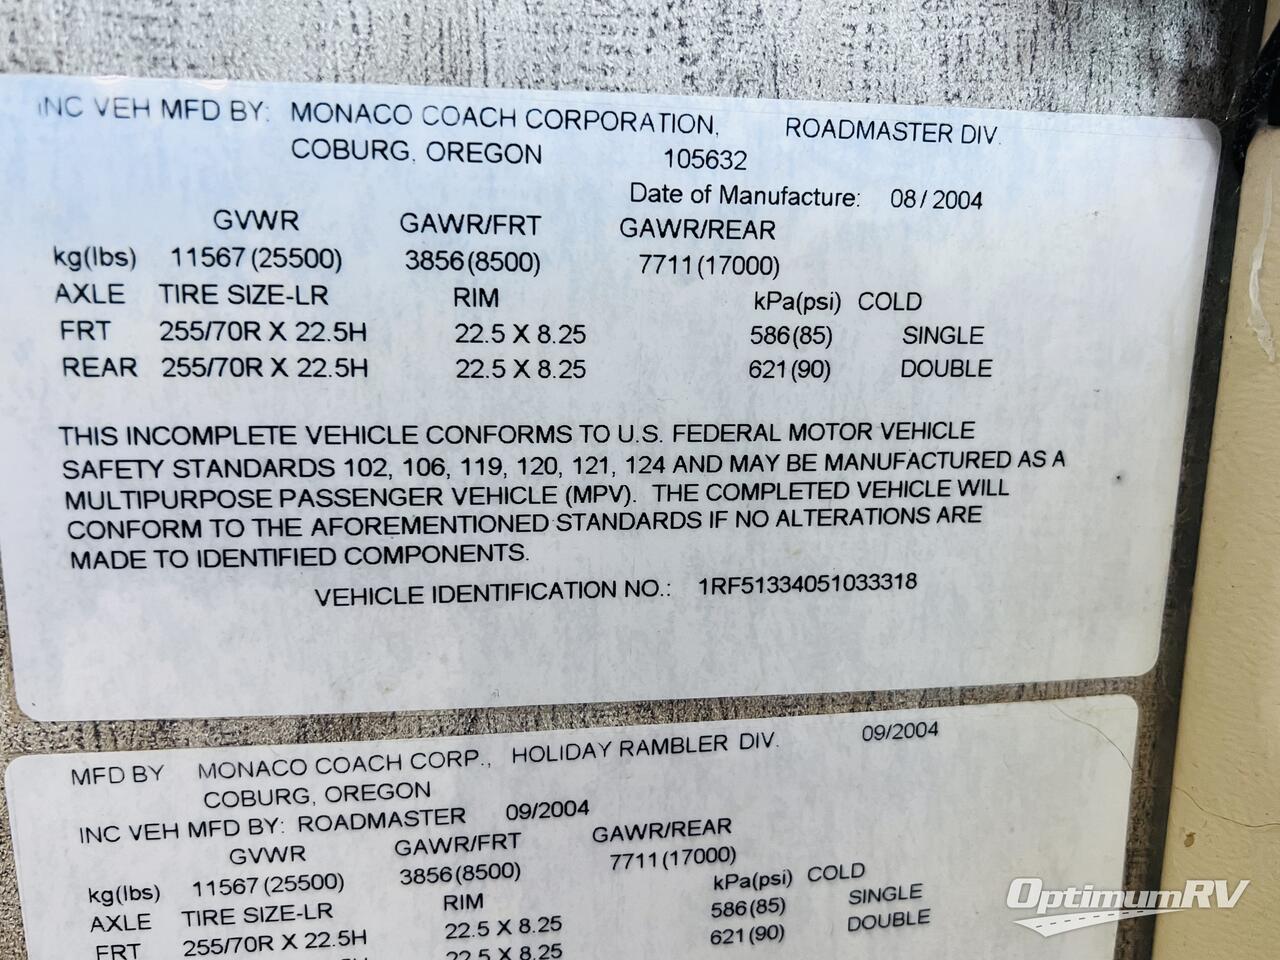 INC VEH MFD BY: MONACO COACH CORPORATION, ROADMASTER DIV.
COBURG, OREGON 105632
Date of Manufacture: 08/2004
GVWR GAWR/FRT GAWR/REAR
kg(lbs) 11567 (25500) 3856(8500) 7711(17000)
AXLE TIRE SIZE-LR RIM kPa(psi) COLD
FRT 255/70R X 22.5H 22.5 X 8.25 586(85) SINGLE
REAR 255/70R X 22.5H 22.5 X 8.25 621(90) DOUBLE
THIS INCOMPLETE VEHICLE CONFORMS TO U.S. FEDERAL MOTOR VEHICLE
SAFETY STANDARDS 102, 106, 119, 120, 121, 124 AND MAY BE MANUFACTURED AS A
MULTIPURPOSE PASSENGER VEHICLE (MPV). THE COMPLETED VEHICLE WILL
CONFORM TO THE AFOREMENTIONED STANDARDS IF NO ALTERATIONS ARE
MADE TO IDENTIFIED COMPONENTS.
VEHICLE IDENTIFICATION NO.: 1RF51334051033318
MFD BY MONACO COACH CORP., HOLIDAY RAMBLER DIV. 09/2004
COBURG, OREGON
INC VEH MFD BY: ROADMASTER 09/2004
GVWR GAWR/FRT GAWR/REAR
kg(lbs) 11567 (25500) 3856(8500) 7711(17000)
AXLE TIRE SIZE-LR RIM kPa(psi) COLD
FRT 255/70R X 22.5H 22.5 X 8.25 586(85) SINGLE
22.5H 22.5 X 8.25 621(90) DOUBLE
OptimumRV